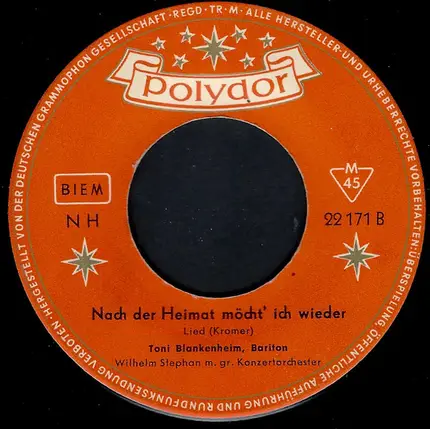 HERGESTELLT VON DER DEUTSCHEN GRAMMOPHON GESELLSCHAFT · REGD · TR · M · ALLE HERSTELLER- UND URHEBERRECHTE VORBEHALTEN: ÜBERSPIELUNG, ÖFFENTLICHE AUFFÜHRUNG UND RUNDFUNKSENDUNG VERBOTEN ·
polydor
BIEM
M
45
NH
22 171 B
Nach der Heimat möcht' ich wieder
Lied (Kromer)
Toni Blankenheim, Bariton
Wilhelm Stephan m. gr. Konzertorchester